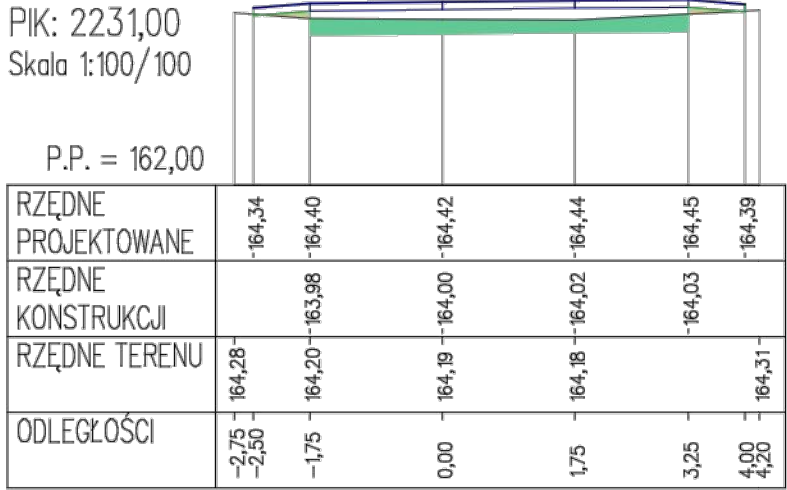 PIK: 2231,00
Skala 1:100/100
P.P. = 162,00
RZĘDNE
PROJEKTOWANE
-164,34 -164,40 -164,42 -164,44 -164,45 -164,39
RZĘDNE
KONSTRUKCJI
-163,98 -164,00 -164,02 -164,03
RZĘDNE TERENU
164,28 164,20 164,19 164,18 164,31
ODLEGŁOŚCI
-2,75 -2,50 -1,75 0,00 1,75 3,25 4,00 4,20